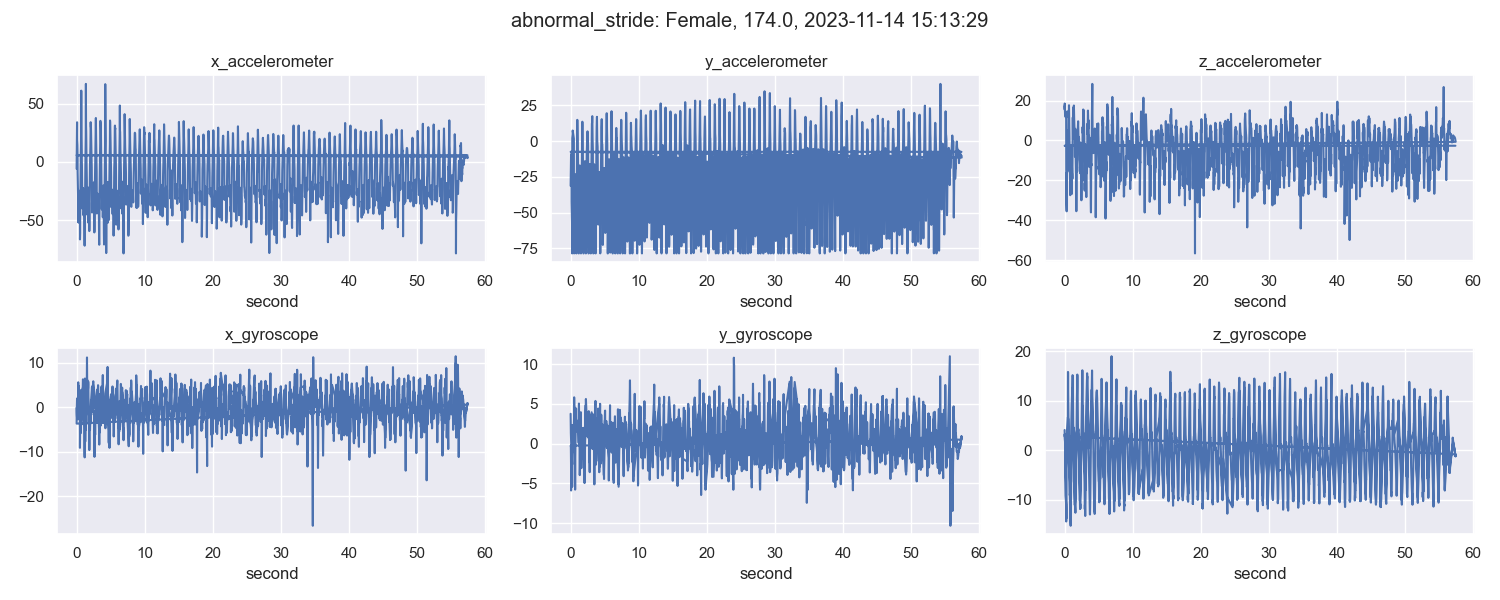 abnormal_stride: Female, 174.0, 2023-11-14 15:13:29
x_accelerometer
50
0
−50
0 10 20 30 40 50 60
second
y_accelerometer
25
0
−25
−50
−75
0 10 20 30 40 50 60
second
z_accelerometer
20
0
−20
−40
−60
0 10 20 30 40 50 60
second
x_gyroscope
10
0
−10
−20
0 10 20 30 40 50 60
second
y_gyroscope
10
5
0
−5
−10
0 10 20 30 40 50 60
second
z_gyroscope
20
10
0
−10
0 10 20 30 40 50 60
second